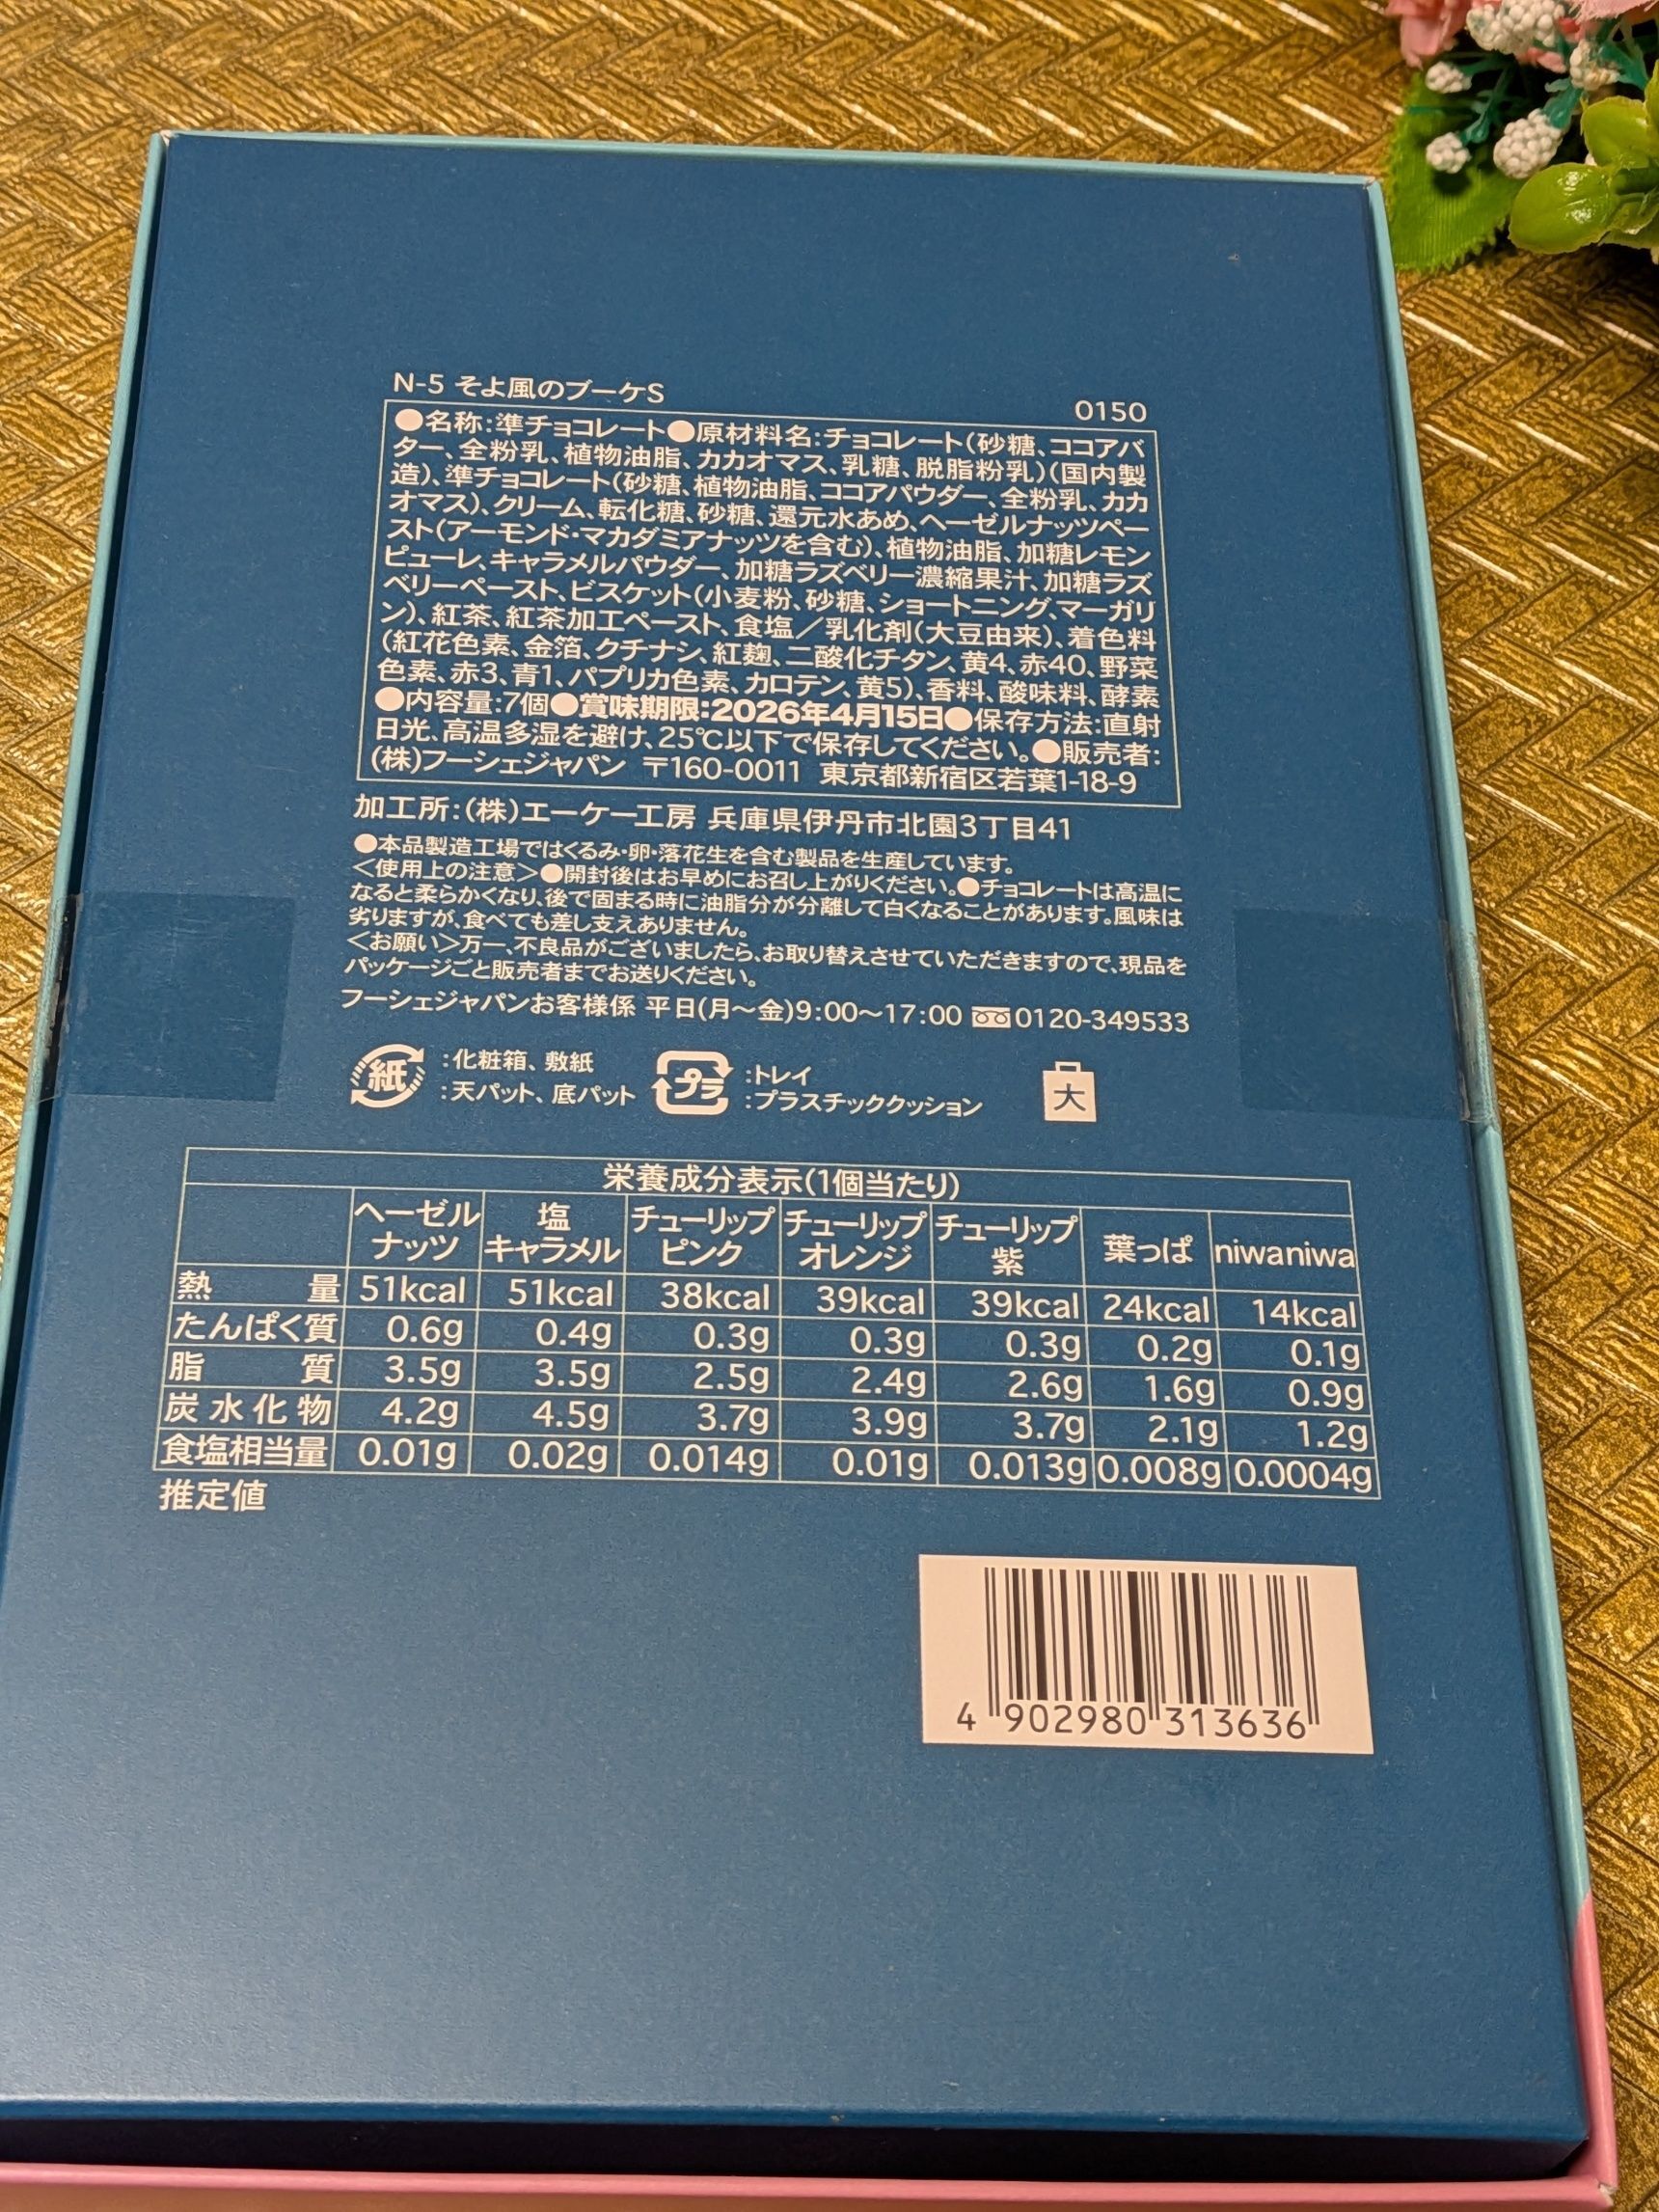 N-5 そよ風のブーケS
0150
●名称:準チョコレート●原材料名:チョコレート(砂糖、ココアバ
ター、全粉乳、植物油脂、カカオマス、乳糖、脱脂粉乳)(国内製
造)、準チョコレート(砂糖、植物油脂、ココアパウダー、全粉乳、カカ
オマス)、クリーム、転化糖、砂糖、還元水あめ、ヘーゼルナッツペー
スト(アーモンド・マカダミアナッツを含む)、植物油脂、加糖レモン
ピューレ、キャラメルパウダー、加糖ラズベリー濃縮果汁、加糖ラズ
ベリーペースト、ビスケット(小麦粉、砂糖、ショートニング、マーガリ
ン)、紅茶、紅茶加工ペースト、食塩/乳化剤(大豆由来)、着色料
(紅花色素、金箔、クチナシ、紅麹、二酸化チタン、黄4、赤40、野菜
色素、赤3、青1、パプリカ色素、カロテン、黄5)、香料、酸味料、酵素
●内容量:7個●賞味期限:2026年4月15日●保存方法:直射
日光、高温多湿を避け、25℃以下で保存してください。●販売者:
(株)フーシェジャパン 〒160-0011 東京都新宿区若葉1-18-9
加工所:(株)エーケー工房 兵庫県伊丹市北園3丁目41
●本品製造工場ではくるみ・卵・落花生を含む製品を生産しています。
<使用上の注意>●開封後はお早めにお召し上がりください。●チョコレートは高温に
なると柔らかくなり、後で固まる時に油脂分が分離して白くなることがあります。風味は
劣りますが、食べても差し支えありません。
<お願い>万一、不良品がございましたら、お取り替えさせていただきますので、現品を
パッケージごと販売者までお送りください。
フーシェジャパンお客様係 平日(月〜金)9:00〜17:00 0120-349533
紙 :化粧箱、敷紙
:天パット、底パット
プラ :トレイ
:プラスチッククッション
大
栄養成分表示(1個当たり)
ヘーゼルナッツ 塩キャラメル チューリップピンク チューリップオレンジ チューリップ紫 葉っぱ niwaniwa
熱量 51kcal 51kcal 38kcal 39kcal 39kcal 24kcal 14kcal
たんぱく質 0.6g 0.4g 0.3g 0.3g 0.3g 0.2g 0.1g
脂質 3.5g 3.5g 2.5g 2.4g 2.6g 1.6g 0.9g
炭水化物 4.2g 4.5g 3.7g 3.9g 3.7g 2.1g 1.2g
食塩相当量 0.01g 0.02g 0.014g 0.01g 0.013g 0.008g 0.0004g
推定値
4 902980 313636